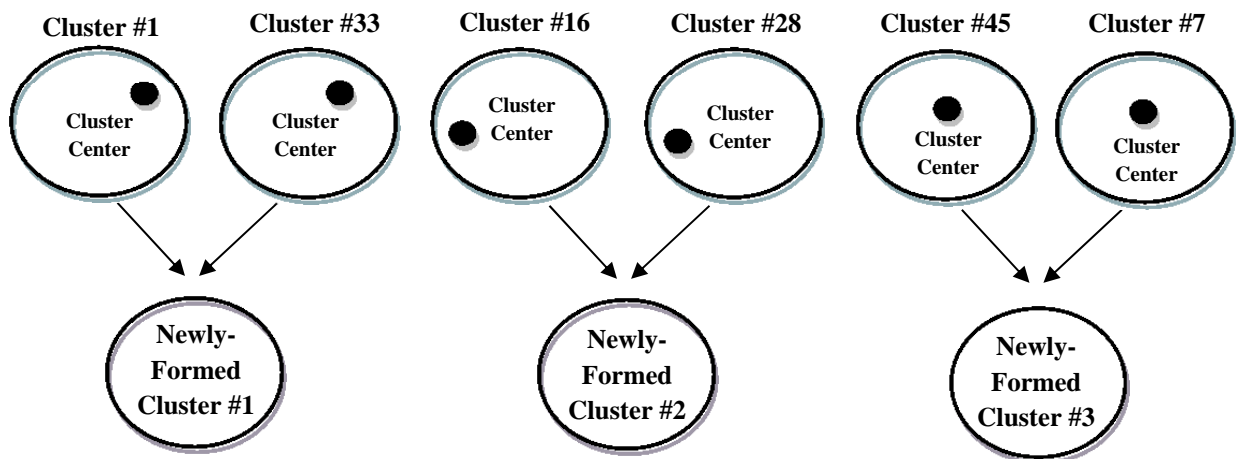 Cluster #1
Cluster #33
Cluster #16
Cluster #28
Cluster #45
Cluster #7
Cluster
Center
Cluster
Center
Cluster
Center
Cluster
Center
Cluster
Center
Cluster
Center
Newly-
Formed
Cluster #1
Newly-
Formed
Cluster #2
Newly-
Formed
Cluster #3